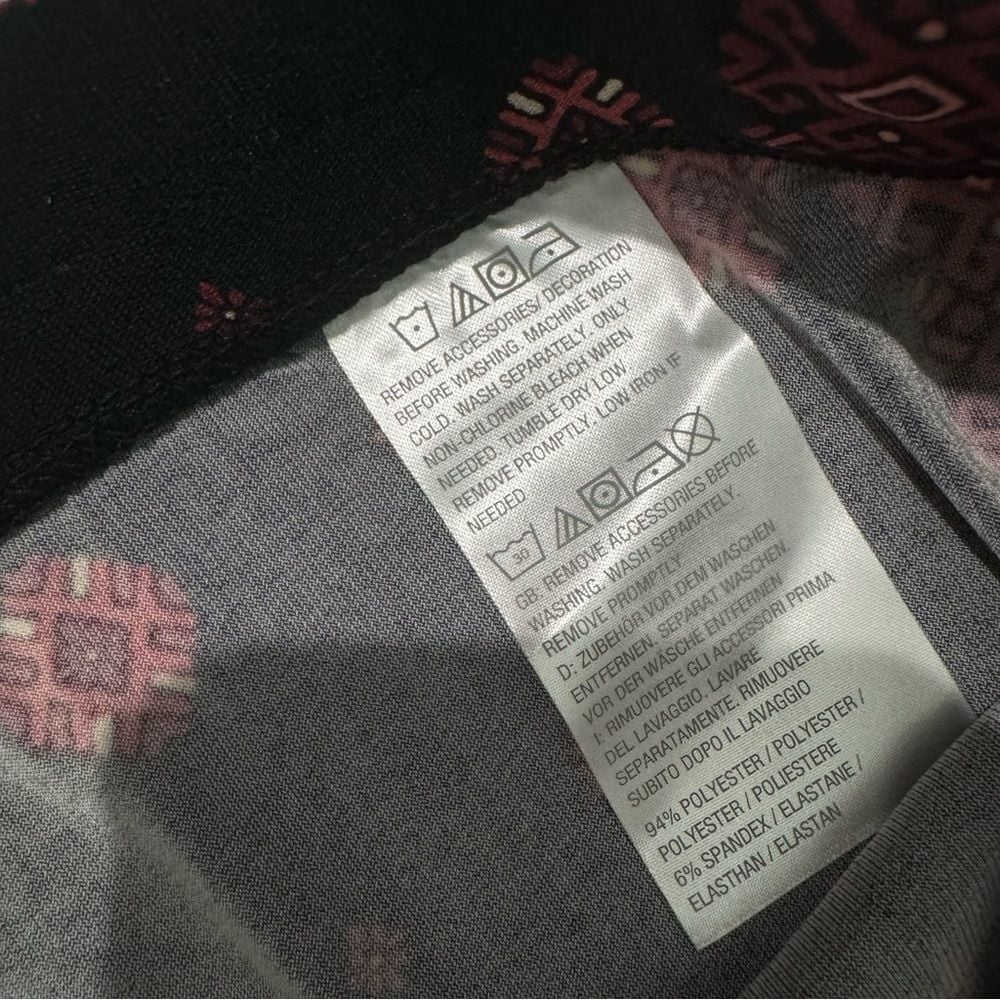 REMOVE ACCESSORIES/ DECORATION
BEFORE WASHING. MACHINE WASH
COLD. WASH SEPARATELY. ONLY
NON-CHLORINE BLEACH WHEN
NEEDED. TUMBLE DRY LOW
REMOVE PROMPTLY. LOW IRON IF
NEEDED
30
GB: REMOVE ACCESSORIES BEFORE
WASHING. WASH SEPARATELY.
REMOVE PROMPTLY.
D: ZUBEHÖR VOR DEM WASCHEN
ENTFERNEN. SEPARAT WASCHEN.
VOR DER WÄSCHE ENTFERNEN
I: RIMUOVERE GLI ACCESSORI PRIMA
DEL LAVAGGIO. LAVARE
SEPARATAMENTE. RIMUOVERE
SUBITO DOPO IL LAVAGGIO
94% POLYESTER / POLYESTER /
POLYESTER / POLIESTERE
6% SPANDEX / ELASTANE /
ELASTHAN / ELASTAN